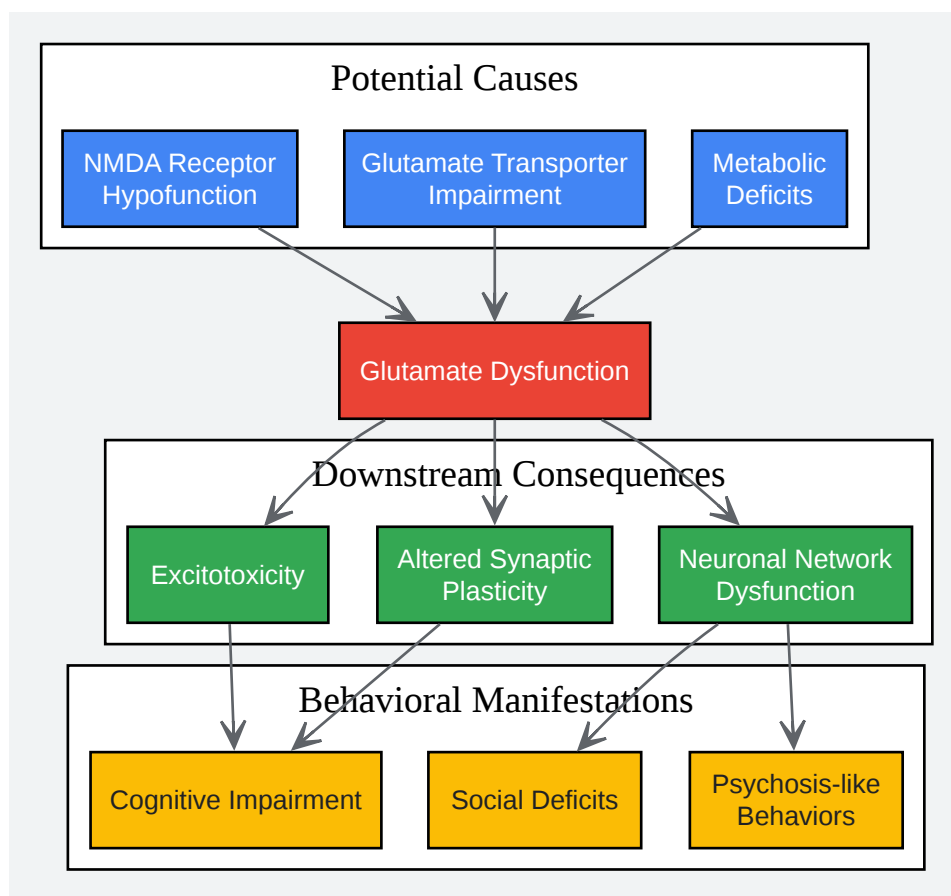 Potential Causes
NMDA Receptor
Hypofunction
Glutamate Transporter
Impairment
Metabolic
Deficits
Glutamate Dysfunction
Downstream Consequences
Excitotoxicity
Altered Synaptic
Plasticity
Neuronal Network
Dysfunction
Behavioral Manifestations
Cognitive Impairment
Social Deficits
Psychosis-like
Behaviors